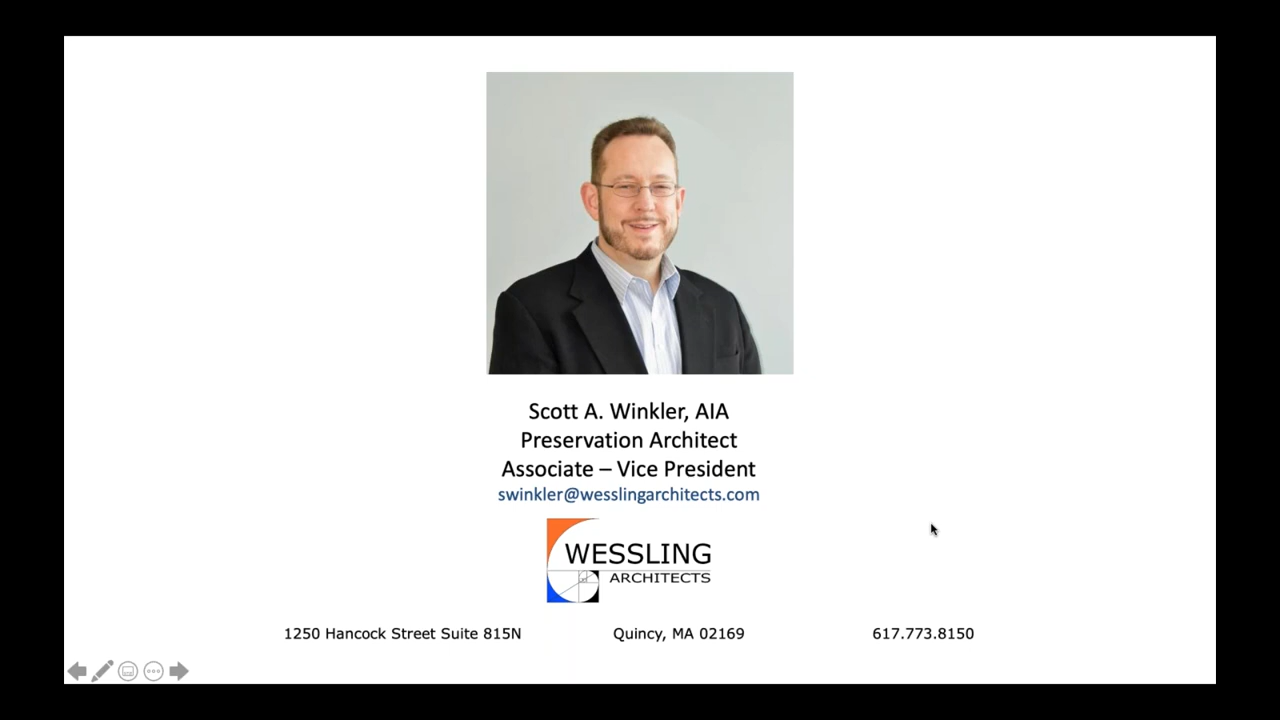 Scott A. Winkler, AIA
Preservation Architect
Associate – Vice President
swinkler@wesslingarchitects.com
WESSLING
ARCHITECTS
1250 Hancock Street Suite 815N Quincy, MA 02169 617.773.8150